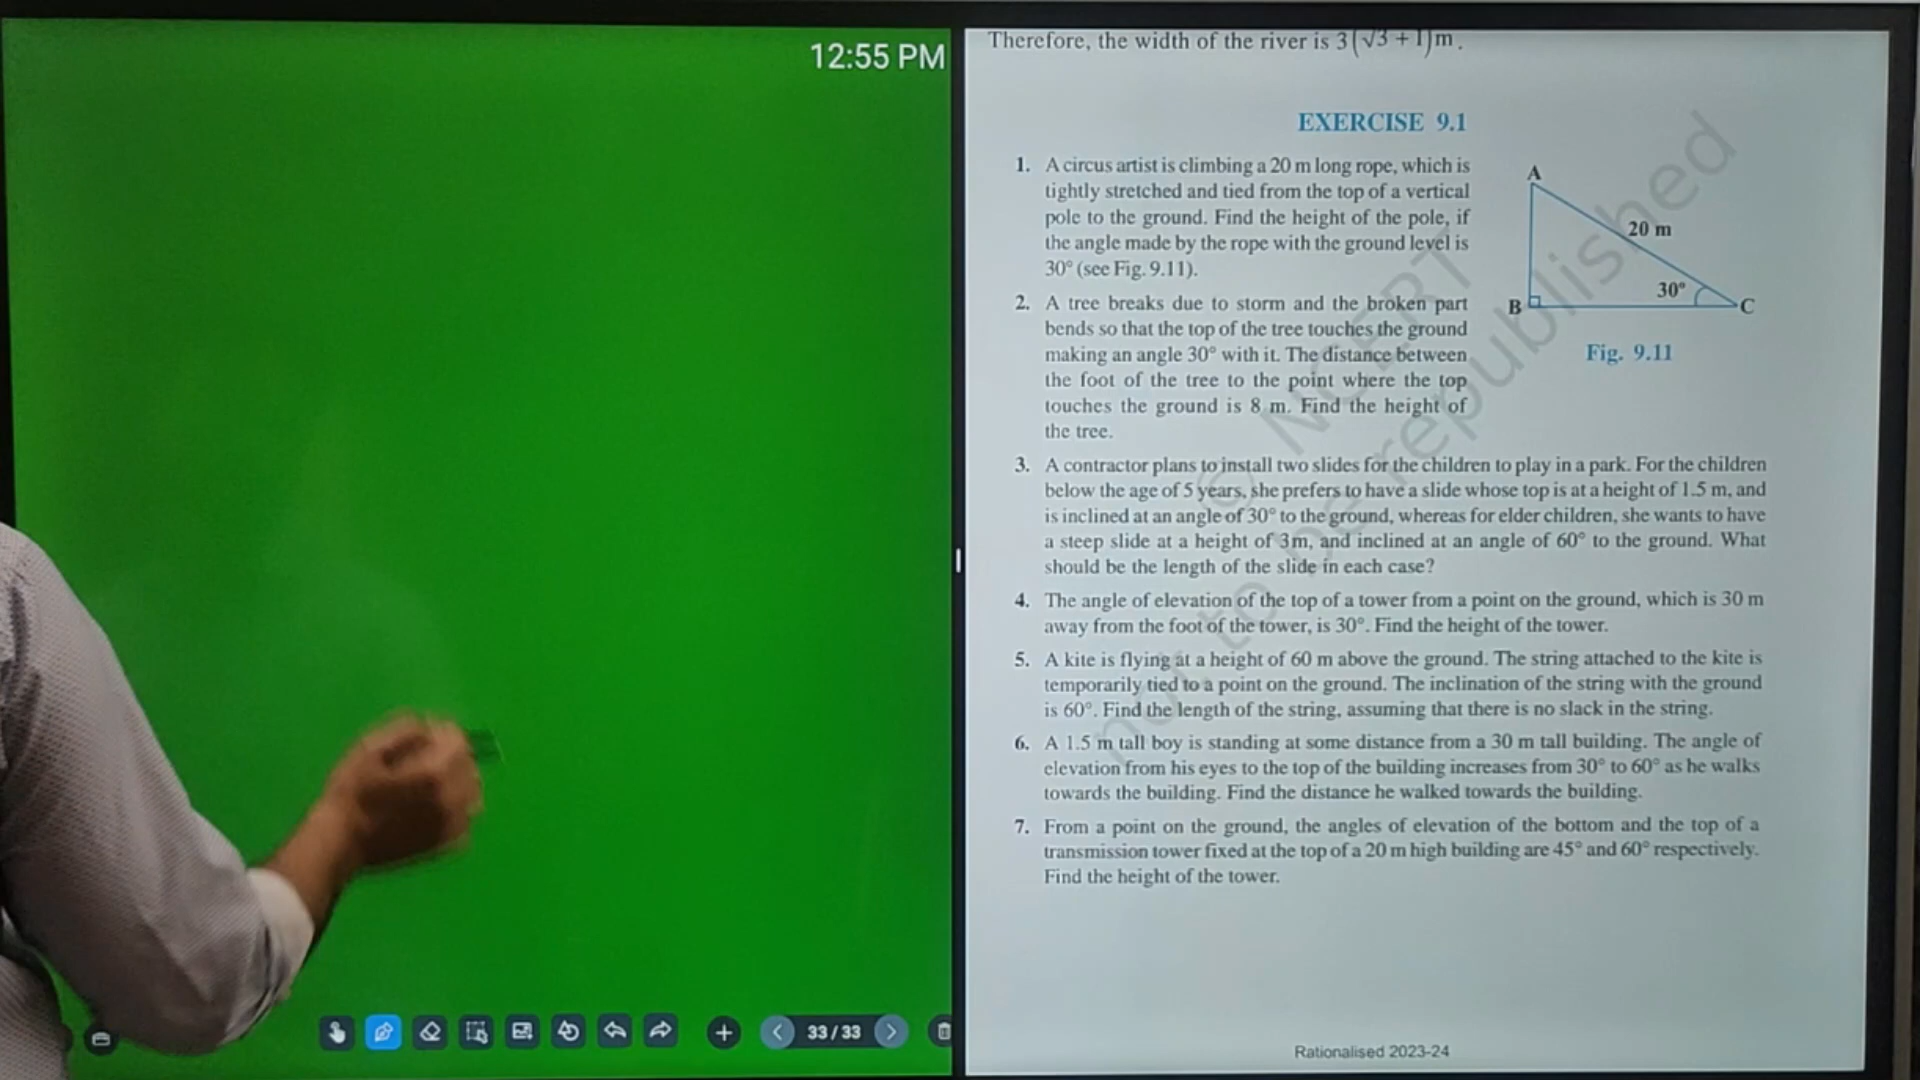 12:55 PM
Therefore, the width of the river is 3(√3 + 1)m.
EXERCISE 9.1
1. A circus artist is climbing a 20 m long rope, which is
tightly stretched and tied from the top of a vertical
pole to the ground. Find the height of the pole, if
the angle made by the rope with the ground level is
30° (see Fig. 9.11).
A
20 m
30°
B
C
Fig. 9.11
2. A tree breaks due to storm and the broken part
bends so that the top of the tree touches the ground
making an angle 30° with it. The distance between
the foot of the tree to the point where the top
touches the ground is 8 m. Find the height of
the tree.
3. A contractor plans to install two slides for the children to play in a park. For the children
below the age of 5 years, she prefers to have a slide whose top is at a height of 1.5 m, and
is inclined at an angle of 30° to the ground, whereas for elder children, she wants to have
a steep slide at a height of 3m, and inclined at an angle of 60° to the ground. What
should be the length of the slide in each case?
4. The angle of elevation of the top of a tower from a point on the ground, which is 30 m
away from the foot of the tower, is 30°. Find the height of the tower.
5. A kite is flying at a height of 60 m above the ground. The string attached to the kite is
temporarily tied to a point on the ground. The inclination of the string with the ground
is 60°. Find the length of the string, assuming that there is no slack in the string.
6. A 1.5 m tall boy is standing at some distance from a 30 m tall building. The angle of
elevation from his eyes to the top of the building increases from 30° to 60° as he walks
towards the building. Find the distance he walked towards the building.
7. From a point on the ground, the angles of elevation of the bottom and the top of a
transmission tower fixed at the top of a 20 m high building are 45° and 60° respectively.
Find the height of the tower.
© NCERT
not to be republished
33/33
Rationalised 2023-24